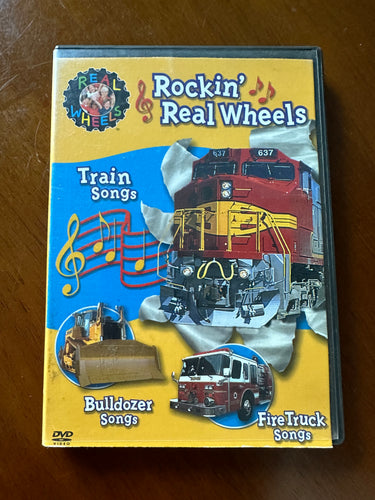 REAL
WHEELS
Rockin'
Real Wheels
637
637
Train
Songs
Bulldozer
Songs
Fire Truck
Songs
DVD
VIDEO